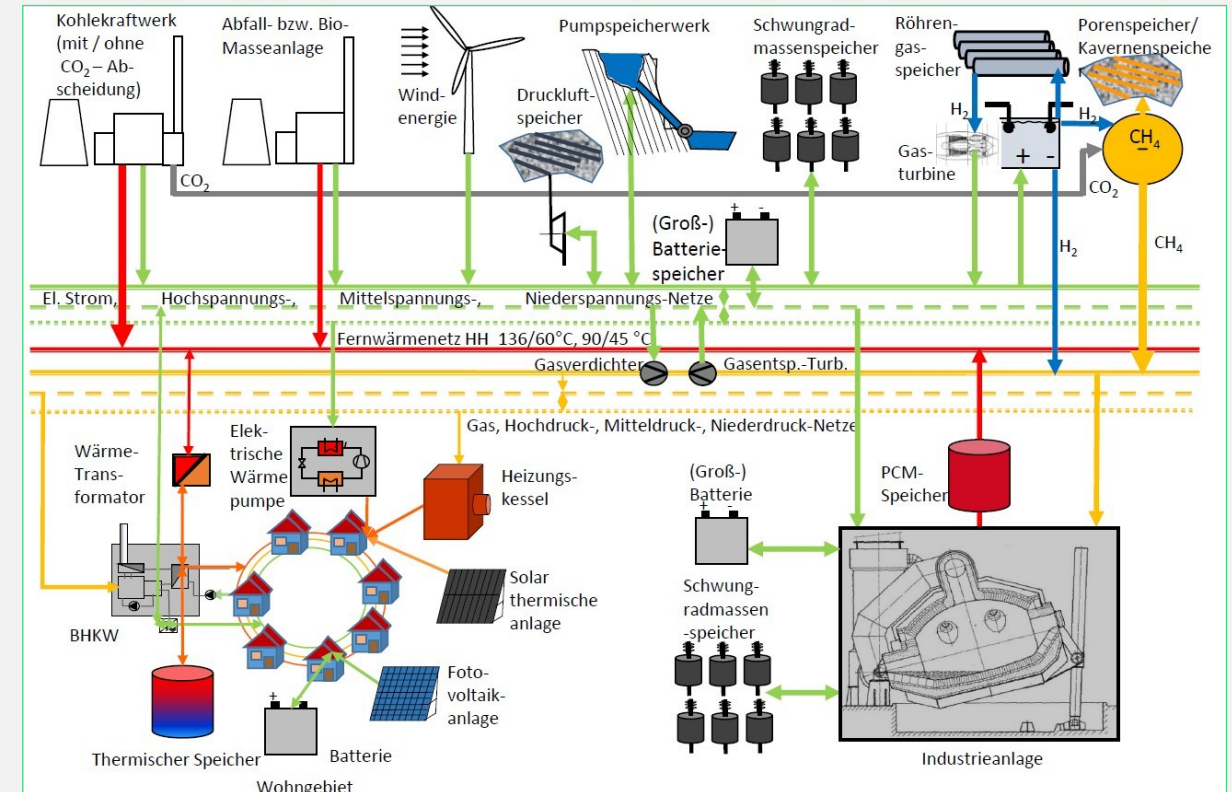 Kohlekraftwerk
(mit / ohne
CO₂ – Ab-
scheidung)
Abfall- bzw. Bio-
Masseanlage
Wind-
energie
Druckluft-
speicher
Pumpspeicherwerk
Schwungrad-
massenspeicher
Röhren-
gas-
speicher
Porenspeicher/
Kavernenspeiche
H₂
H₂
CH₄
Gas-
turbine
+ -
CO₂
CO₂
(Groß-)
Batterie-
speicher
+ -
H₂
CH₄
El. Strom, Hochspannungs-, Mittelspannungs-, Niederspannungs-Netze
Fernwärmenetz HH 136/60°C, 90/45 °C
Gasverdichter
Gasentsp.-Turb.
Gas, Hochdruck-, Mitteldruck-, Niederdruck-Netze
Wärme-
Trans-
formator
Elek-
trische
Wärme
pumpe
Heizungs-
kessel
(Groß-)
Batterie
+ -
PCM-
Speicher
Solar
thermische
anlage
Schwung-
radmassen
-speicher
BHKW
Foto-
voltaik-
anlage
+ -
Thermischer Speicher
Batterie
Wohngebiet
Industrieanlage